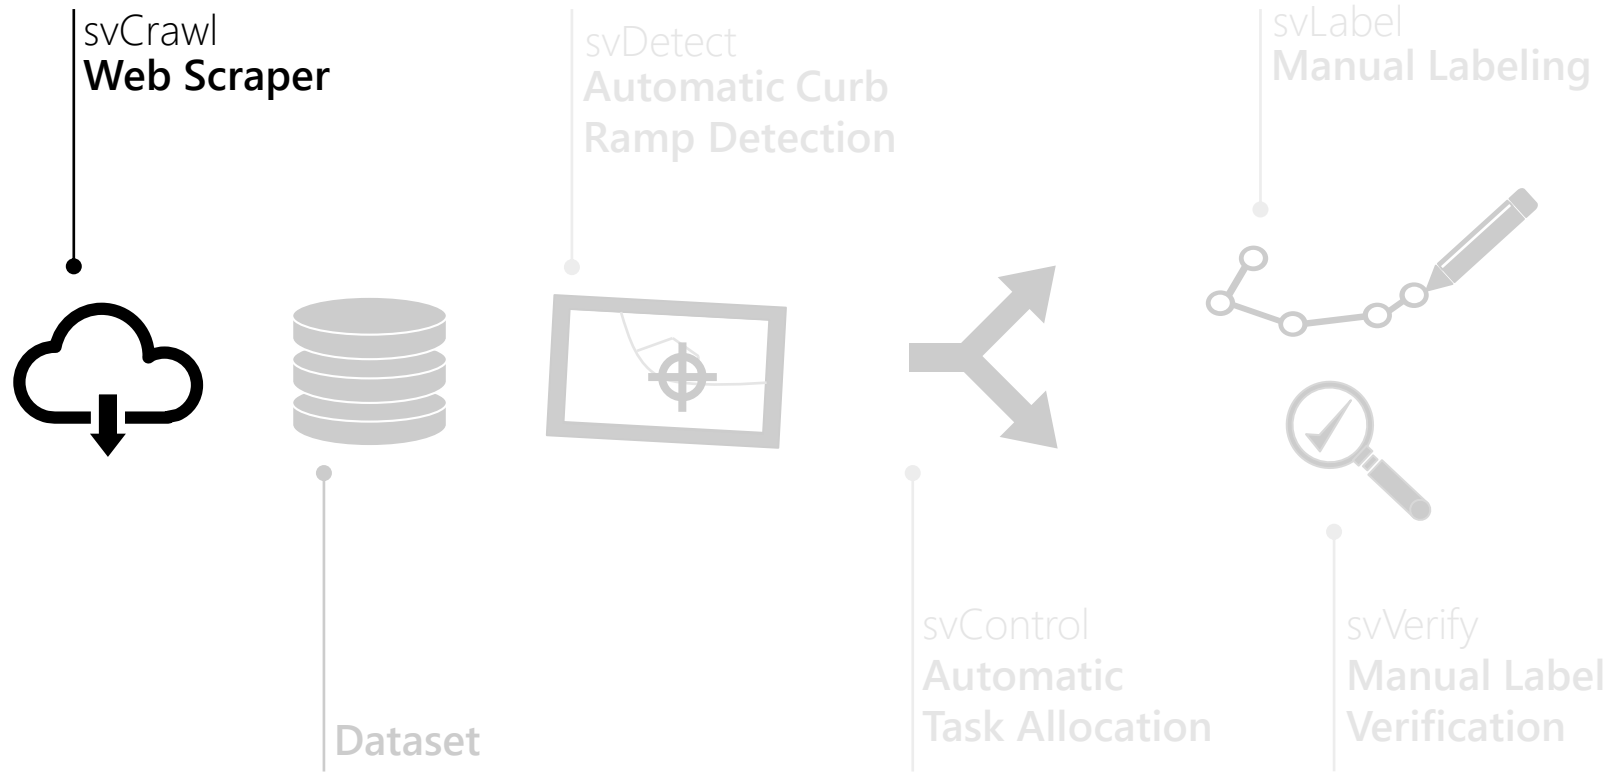 svCrawl
Web Scraper
svDetect
Automatic Curb
Ramp Detection
svLabel
Manual Labeling
Dataset
svControl
Automatic
Task Allocation
svVerify
Manual Label
Verification